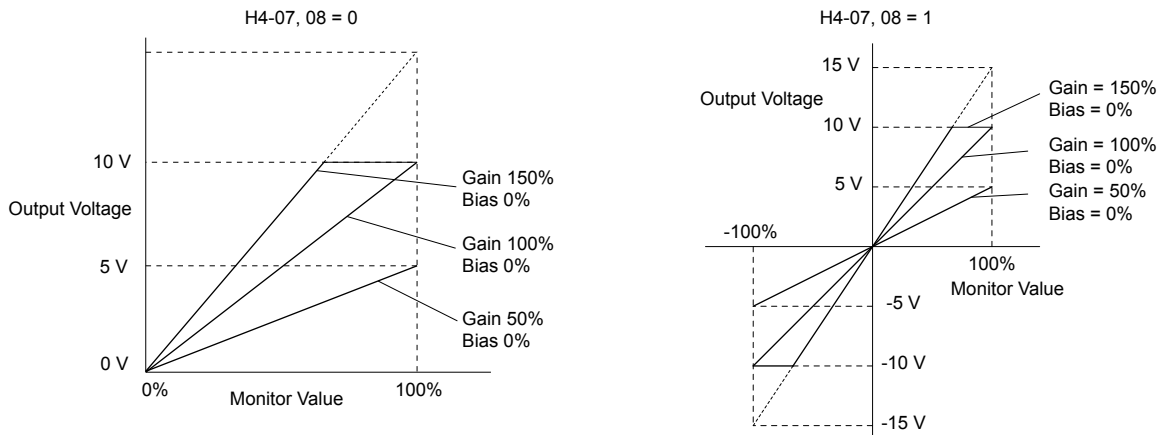 H4-07, 08 = 0
10 V
Output Voltage
5 V
0 V
0%
100%
Monitor Value
Gain 150%
Bias 0%
Gain 100%
Bias 0%
Gain 50%
Bias 0%
H4-07, 08 = 1
15 V
Output Voltage
10 V
5 V
-100%
100%
Monitor Value
-5 V
-10 V
-15 V
Gain = 150%
Bias = 0%
Gain = 100%
Bias = 0%
Gain = 50%
Bias = 0%